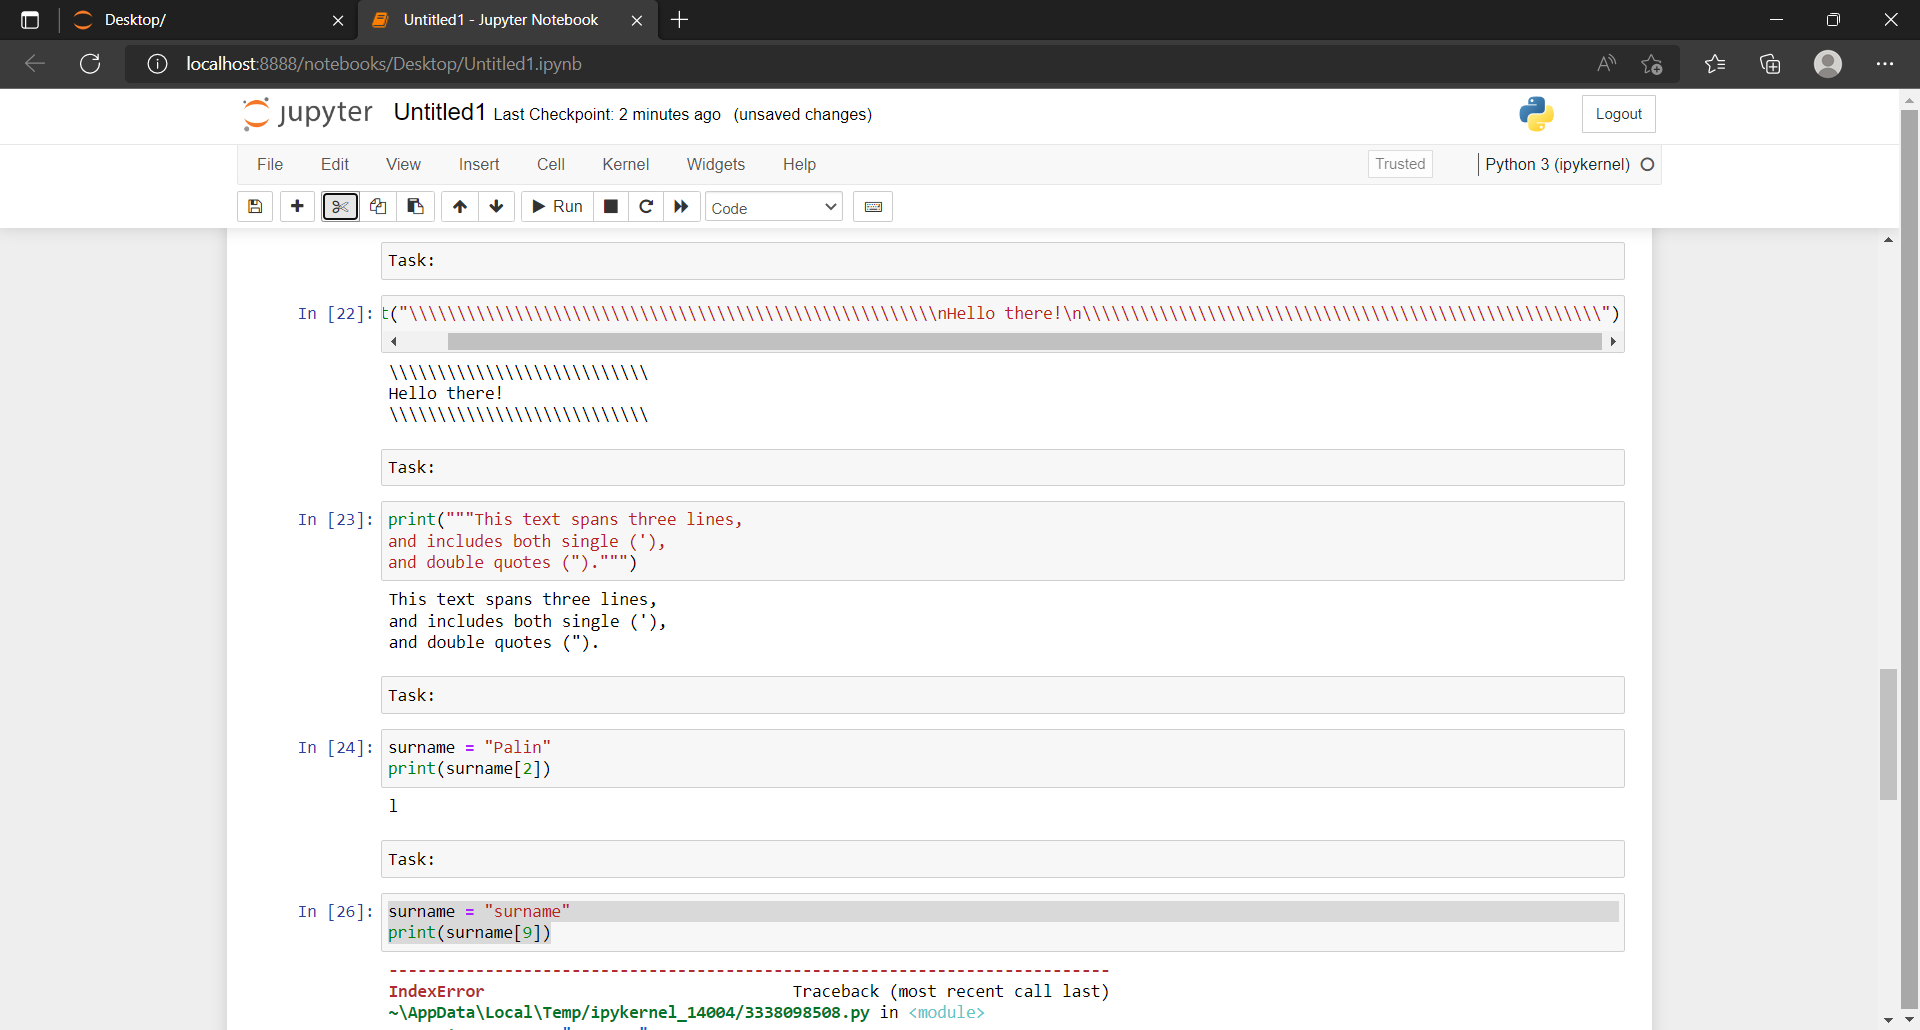 Desktop/
Untitled1 - Jupyter Notebook
localhost:8888/notebooks/Desktop/Untitled1.ipynb
jupyter Untitled1 Last Checkpoint: 2 minutes ago (unsaved changes)
Logout
File Edit View Insert Cell Kernel Widgets Help
Trusted
Python 3 (ipykernel)
Run
Code
Task:
In [22]: t("\\\\\\\\\\\\\\\\\\\\\\\\\\\\\\\\\\\\\\\\\\\\\\\\\\\\\\\nHello there!\n\\\\\\\\\\\\\\\\\\\\\\\\\\\\\\\\\\\\\\\\\\\\\\\\\\\\\\")
\\\\\\\\\\\\\\\\\\\\\\\\\\\
Hello there!
\\\\\\\\\\\\\\\\\\\\\\\\\\\
Task:
In [23]: print("""This text spans three lines,
and includes both single ('),
and double quotes (").""")
This text spans three lines,
and includes both single ('),
and double quotes (").
Task:
In [24]: surname = "Palin"
print(surname[2])
l
Task:
In [26]: surname = "surname"
print(surname[9])
---------------------------------------------------------------------------
IndexError Traceback (most recent call last)
~\AppData\Local\Temp/ipykernel_14004/3338098508.py in <module>